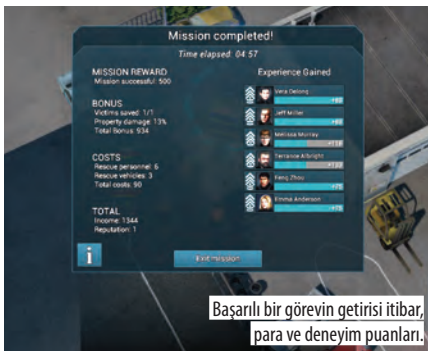 Mission completed!
Time elapsed: 04:57
MISSION REWARD
Mission successful: 500
BONUS
Victims saved: 1/1
Property damage: 13%
Total Bonus: 934
COSTS
Rescue personnel: 6
Rescue vehicles: 3
Total costs: 90
TOTAL
Income: 1344
Reputation: 1
Experience Gained
Vera Delong
Jeff Miller
Melissa Murray
Terrance Albright
Feng Zhou
+70
Emma Anderson
+70
i
Exit mission
Başarılı bir görevin getirisi itibar,
para ve deneyim puanları.